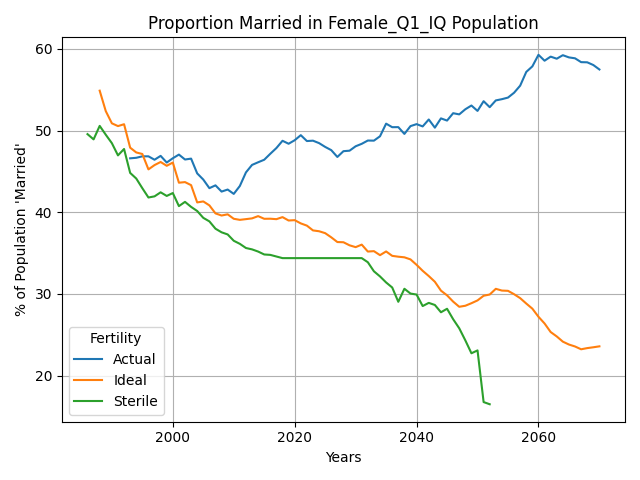 Proportion Married in Female_Q1_IQ Population
% of Population 'Married'
60
50
40
30
20
Fertility
Actual
Ideal
Sterile
2000
2020
2040
2060
Years